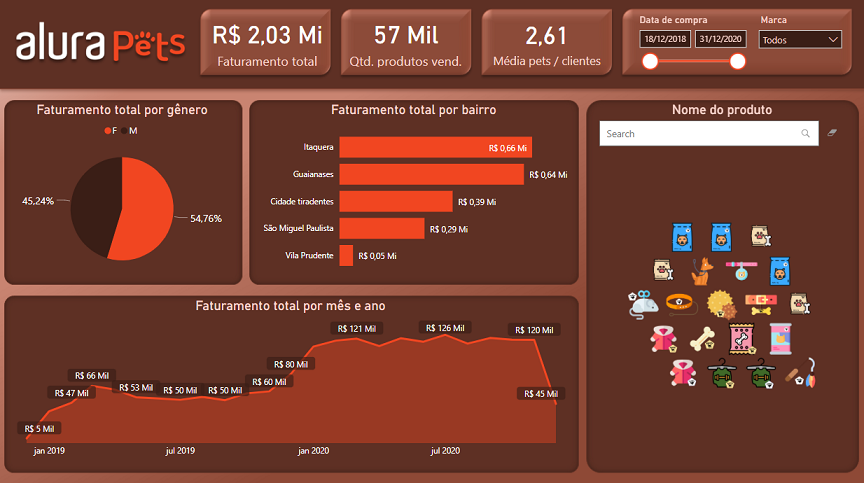 alura Pets
R$ 2,03 Mi
Faturamento total
57 Mil
Qtd. produtos vend.
2,61
Média pets / clientes
Data de compra
18/12/2018
31/12/2020
Marca
Todos
Faturamento total por gênero
F M
45,24%
54,76%
Faturamento total por bairro
Itaquera R$ 0,66 Mi
Guaianases R$ 0,64 Mi
Cidade tiradentes R$ 0,39 Mi
São Miguel Paulista R$ 0,29 Mi
Vila Prudente R$ 0,05 Mi
Nome do produto
Search
Faturamento total por mês e ano
R$ 5 Mil
R$ 47 Mil
R$ 66 Mil
R$ 53 Mil
R$ 50 Mil
R$ 50 Mil
R$ 60 Mil
R$ 80 Mil
R$ 121 Mil
R$ 126 Mil
R$ 120 Mil
R$ 45 Mil
jan 2019 jul 2019 jan 2020 jul 2020